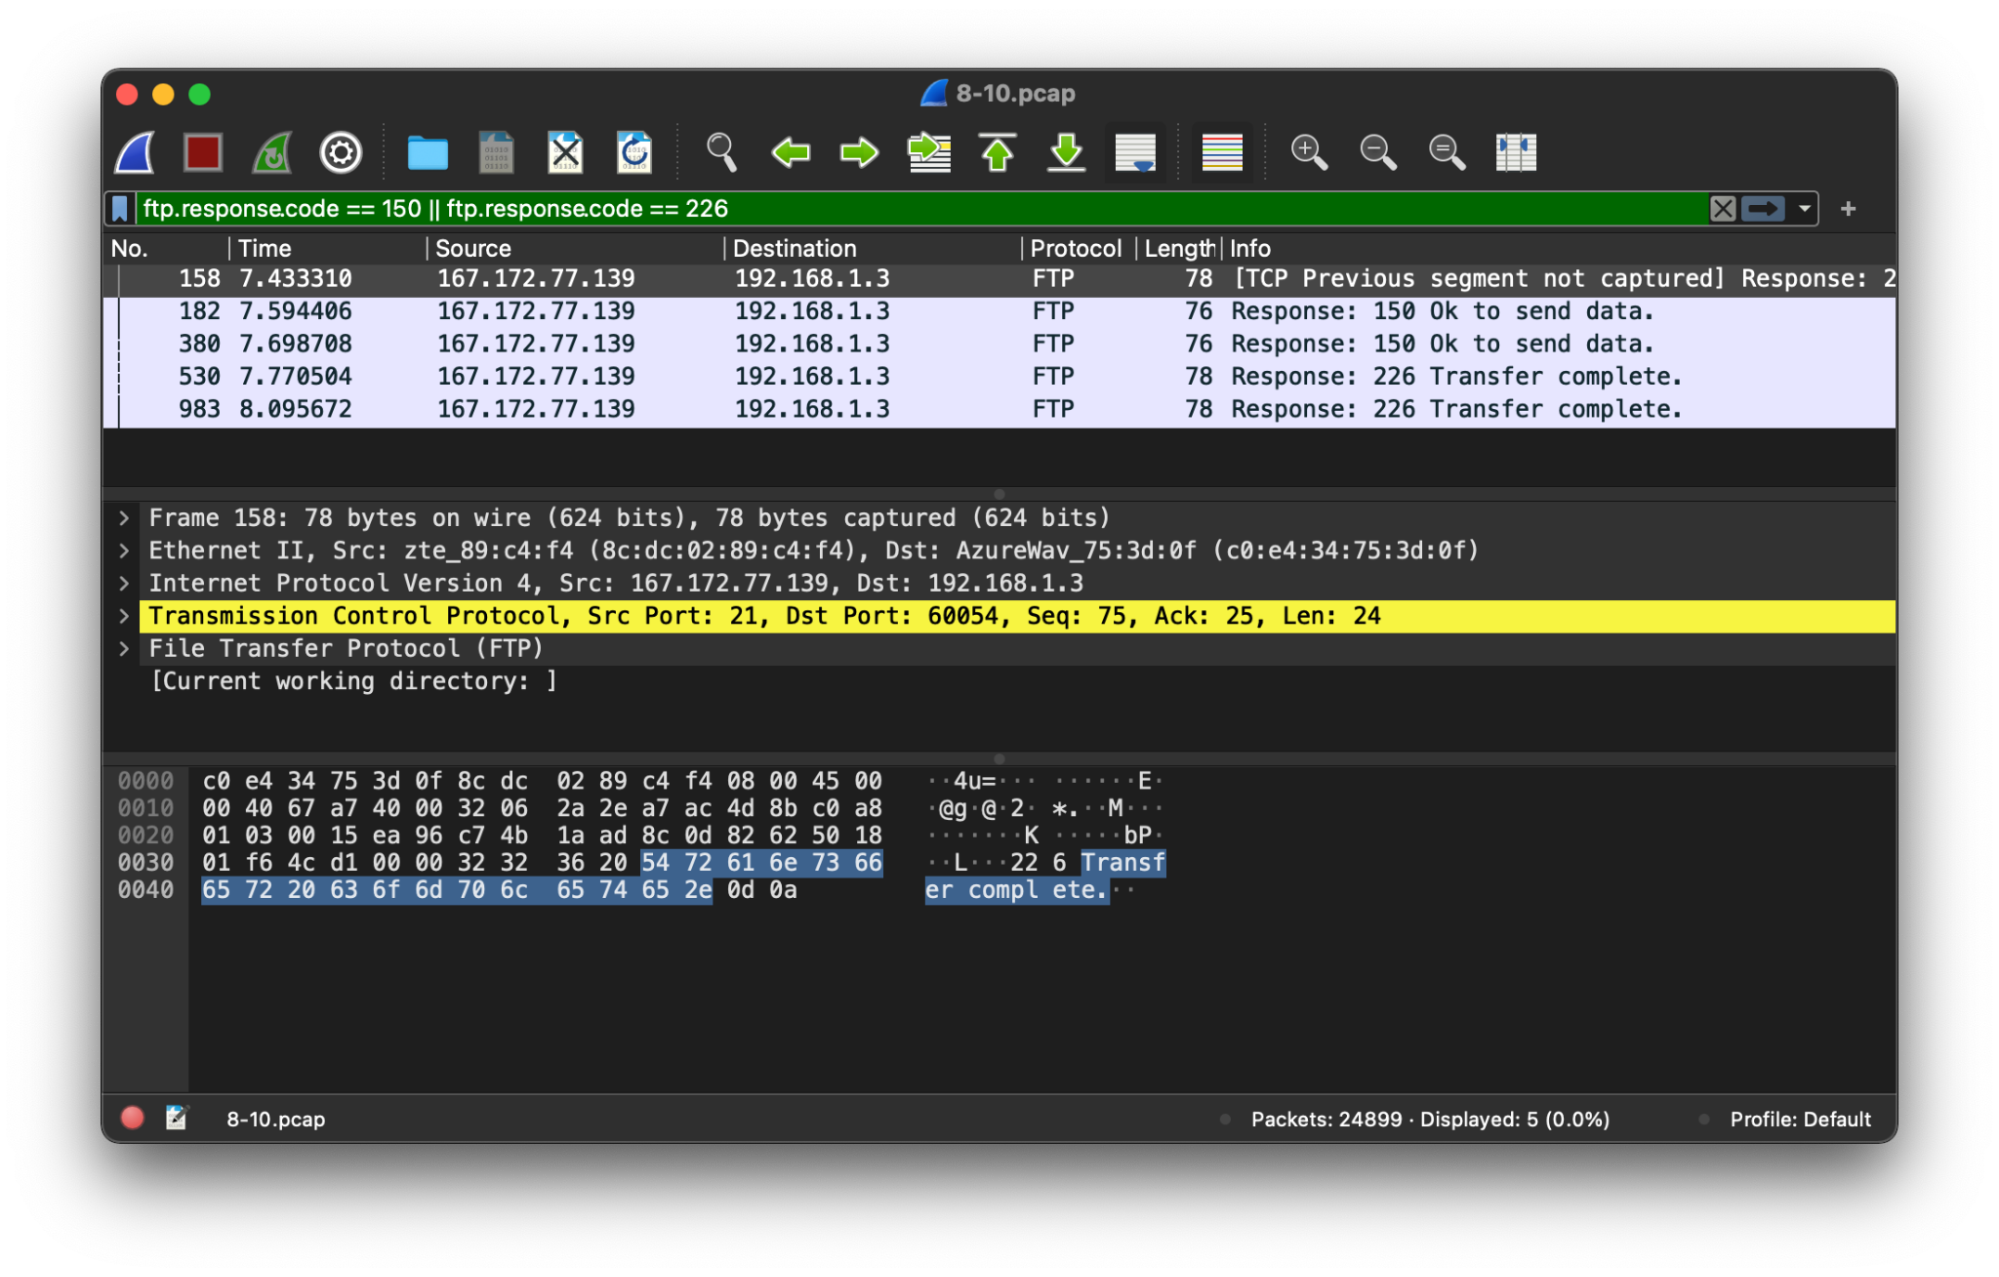 8-10.pcap
ftp.response.code == 150 || ftp.response.code == 226
No. Time Source Destination Protocol Length Info
158 7.433310 167.172.77.139 192.168.1.3 FTP 78 [TCP Previous segment not captured] Response: 2
182 7.594406 167.172.77.139 192.168.1.3 FTP 76 Response: 150 Ok to send data.
380 7.698708 167.172.77.139 192.168.1.3 FTP 76 Response: 150 Ok to send data.
530 7.770504 167.172.77.139 192.168.1.3 FTP 78 Response: 226 Transfer complete.
983 8.095672 167.172.77.139 192.168.1.3 FTP 78 Response: 226 Transfer complete.
Frame 158: 78 bytes on wire (624 bits), 78 bytes captured (624 bits)
Ethernet II, Src: zte_89:c4:f4 (8c:dc:02:89:c4:f4), Dst: AzureWav_75:3d:0f (c0:e4:34:75:3d:0f)
Internet Protocol Version 4, Src: 167.172.77.139, Dst: 192.168.1.3
Transmission Control Protocol, Src Port: 21, Dst Port: 60054, Seq: 75, Ack: 25, Len: 24
File Transfer Protocol (FTP)
[Current working directory: ]
0000 c0 e4 34 75 3d 0f 8c dc 02 89 c4 f4 08 00 45 00 ··4u=··· ······E·
0010 00 40 67 a7 40 00 32 06 2a 2e a7 ac 4d 8b c0 a8 ·@g·@·2· *.··M···
0020 01 03 00 15 ea 96 c7 4b 1a ad 8c 0d 82 62 50 18 ·······K ·····bP·
0030 01 f6 4c d1 00 00 32 32 36 20 54 72 61 6e 73 66 ··L···22 6 Transf
0040 65 72 20 63 6f 6d 70 6c 65 74 65 2e 0d 0a er compl ete.··
8-10.pcap Packets: 24899 · Displayed: 5 (0.0%) Profile: Default